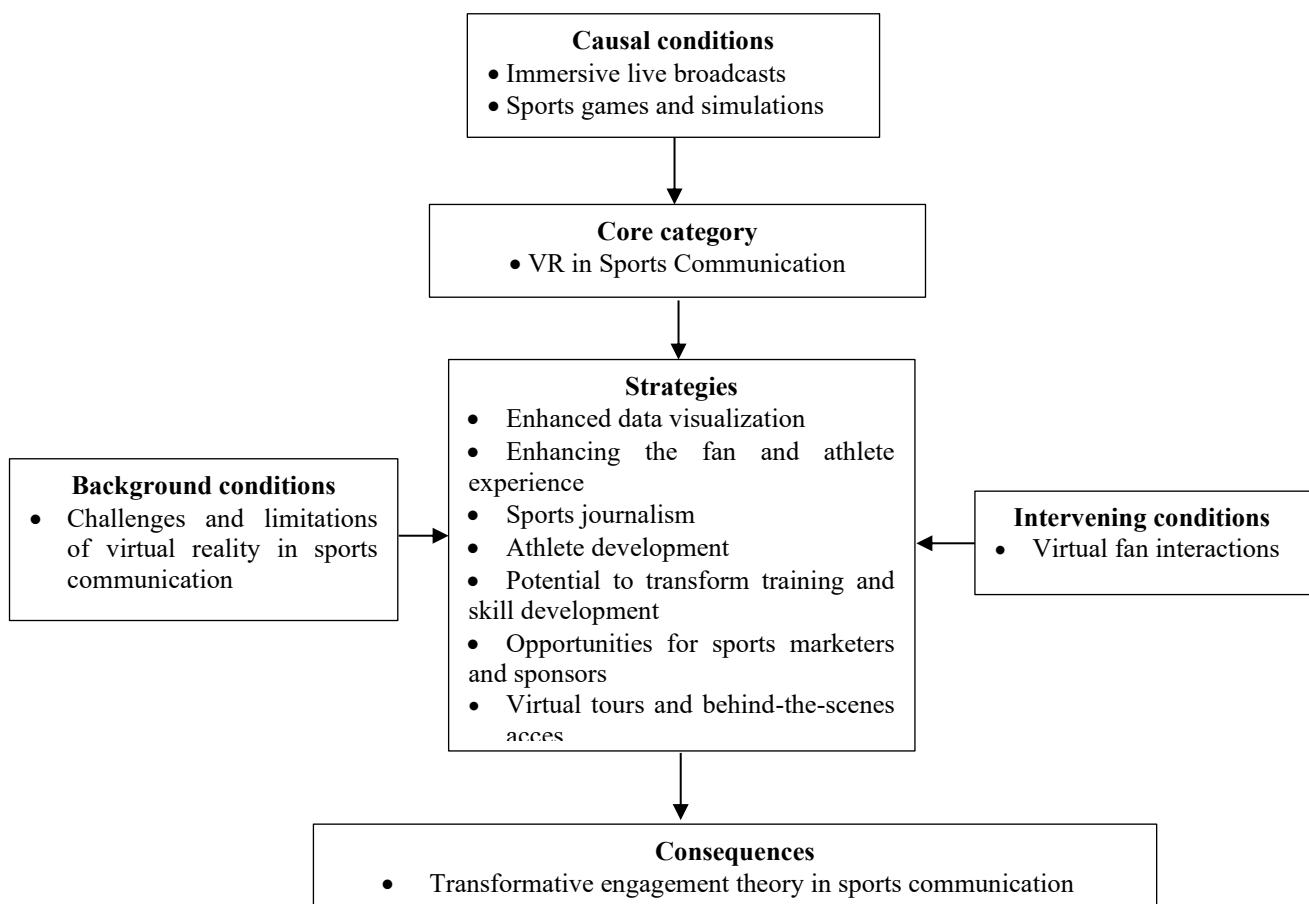 Causal conditions
• Immersive live broadcasts
• Sports games and simulations
Core category
• VR in Sports Communication
Strategies
• Enhanced data visualization
• Enhancing the fan and athlete
experience
• Sports journalism
• Athlete development
• Potential to transform training and
skill development
• Opportunities for sports marketers
and sponsors
• Virtual tours and behind-the-scenes
acces
Background conditions
• Challenges and limitations
of virtual reality in sports
communication
Intervening conditions
• Virtual fan interactions
Consequences
• Transformative engagement theory in sports communication